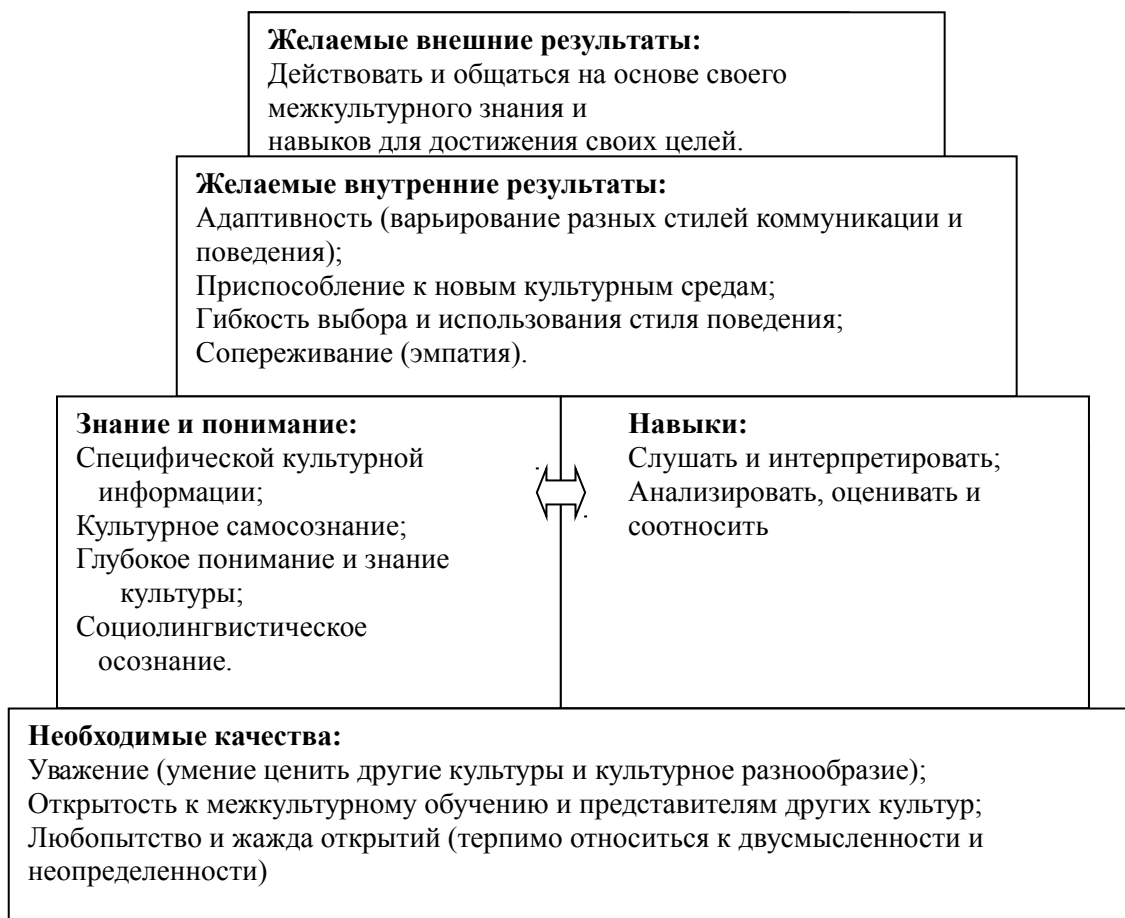 Желаемые внешние результаты:
Действовать и общаться на основе своего
межкультурного знания и
навыков для достижения своих целей.
Желаемые внутренние результаты:
Адаптивность (варьирование разных стилей коммуникации и
поведения);
Приспособление к новым культурным средам;
Гибкость выбора и использования стиля поведения;
Сопереживание (эмпатия).
Знание и понимание:
Специфической культурной
информации;
Культурное самосознание;
Глубокое понимание и знание
культуры;
Социолингвистическое
осознание.
Навыки:
Слушать и интерпретировать;
Анализировать, оценивать и
соотносить
Необходимые качества:
Уважение (умение ценить другие культуры и культурное разнообразие);
Открытость к межкультурному обучению и представителям других культур;
Любопытство и жажда открытий (терпимо относиться к двусмысленности и
неопределенности)